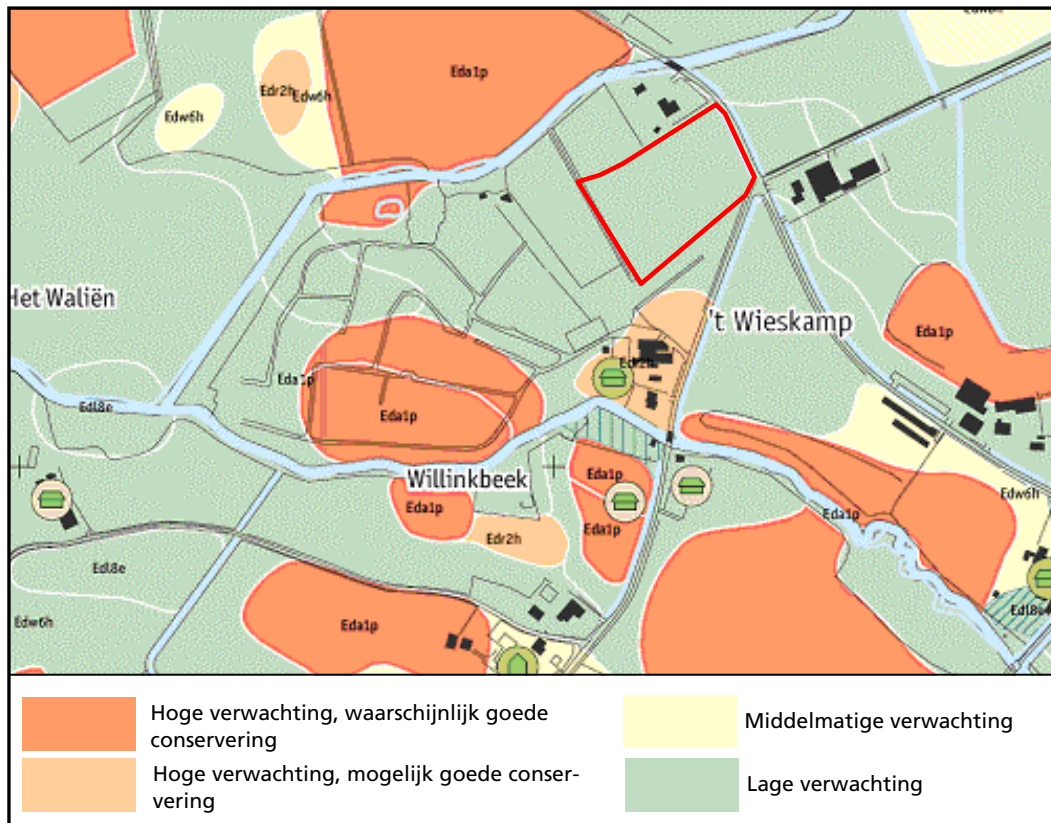 Eda1p
Edr2h
Edw6h
Edw6h
Het Waliën
't Wieskamp
Eda1p
Edr2h
Eda1p
Eda1p
Edl8e
Willinkbeek
Eda1p
Edw6h
Eda1p
Eda1p
Eda1p
Edr2h
Edl8e
Edl8e
Edw6h
Eda1p
Hoge verwachting, waarschijnlijk goede
conservering
Hoge verwachting, mogelijk goede conser-
vering
Middelmatige verwachting
Lage verwachting